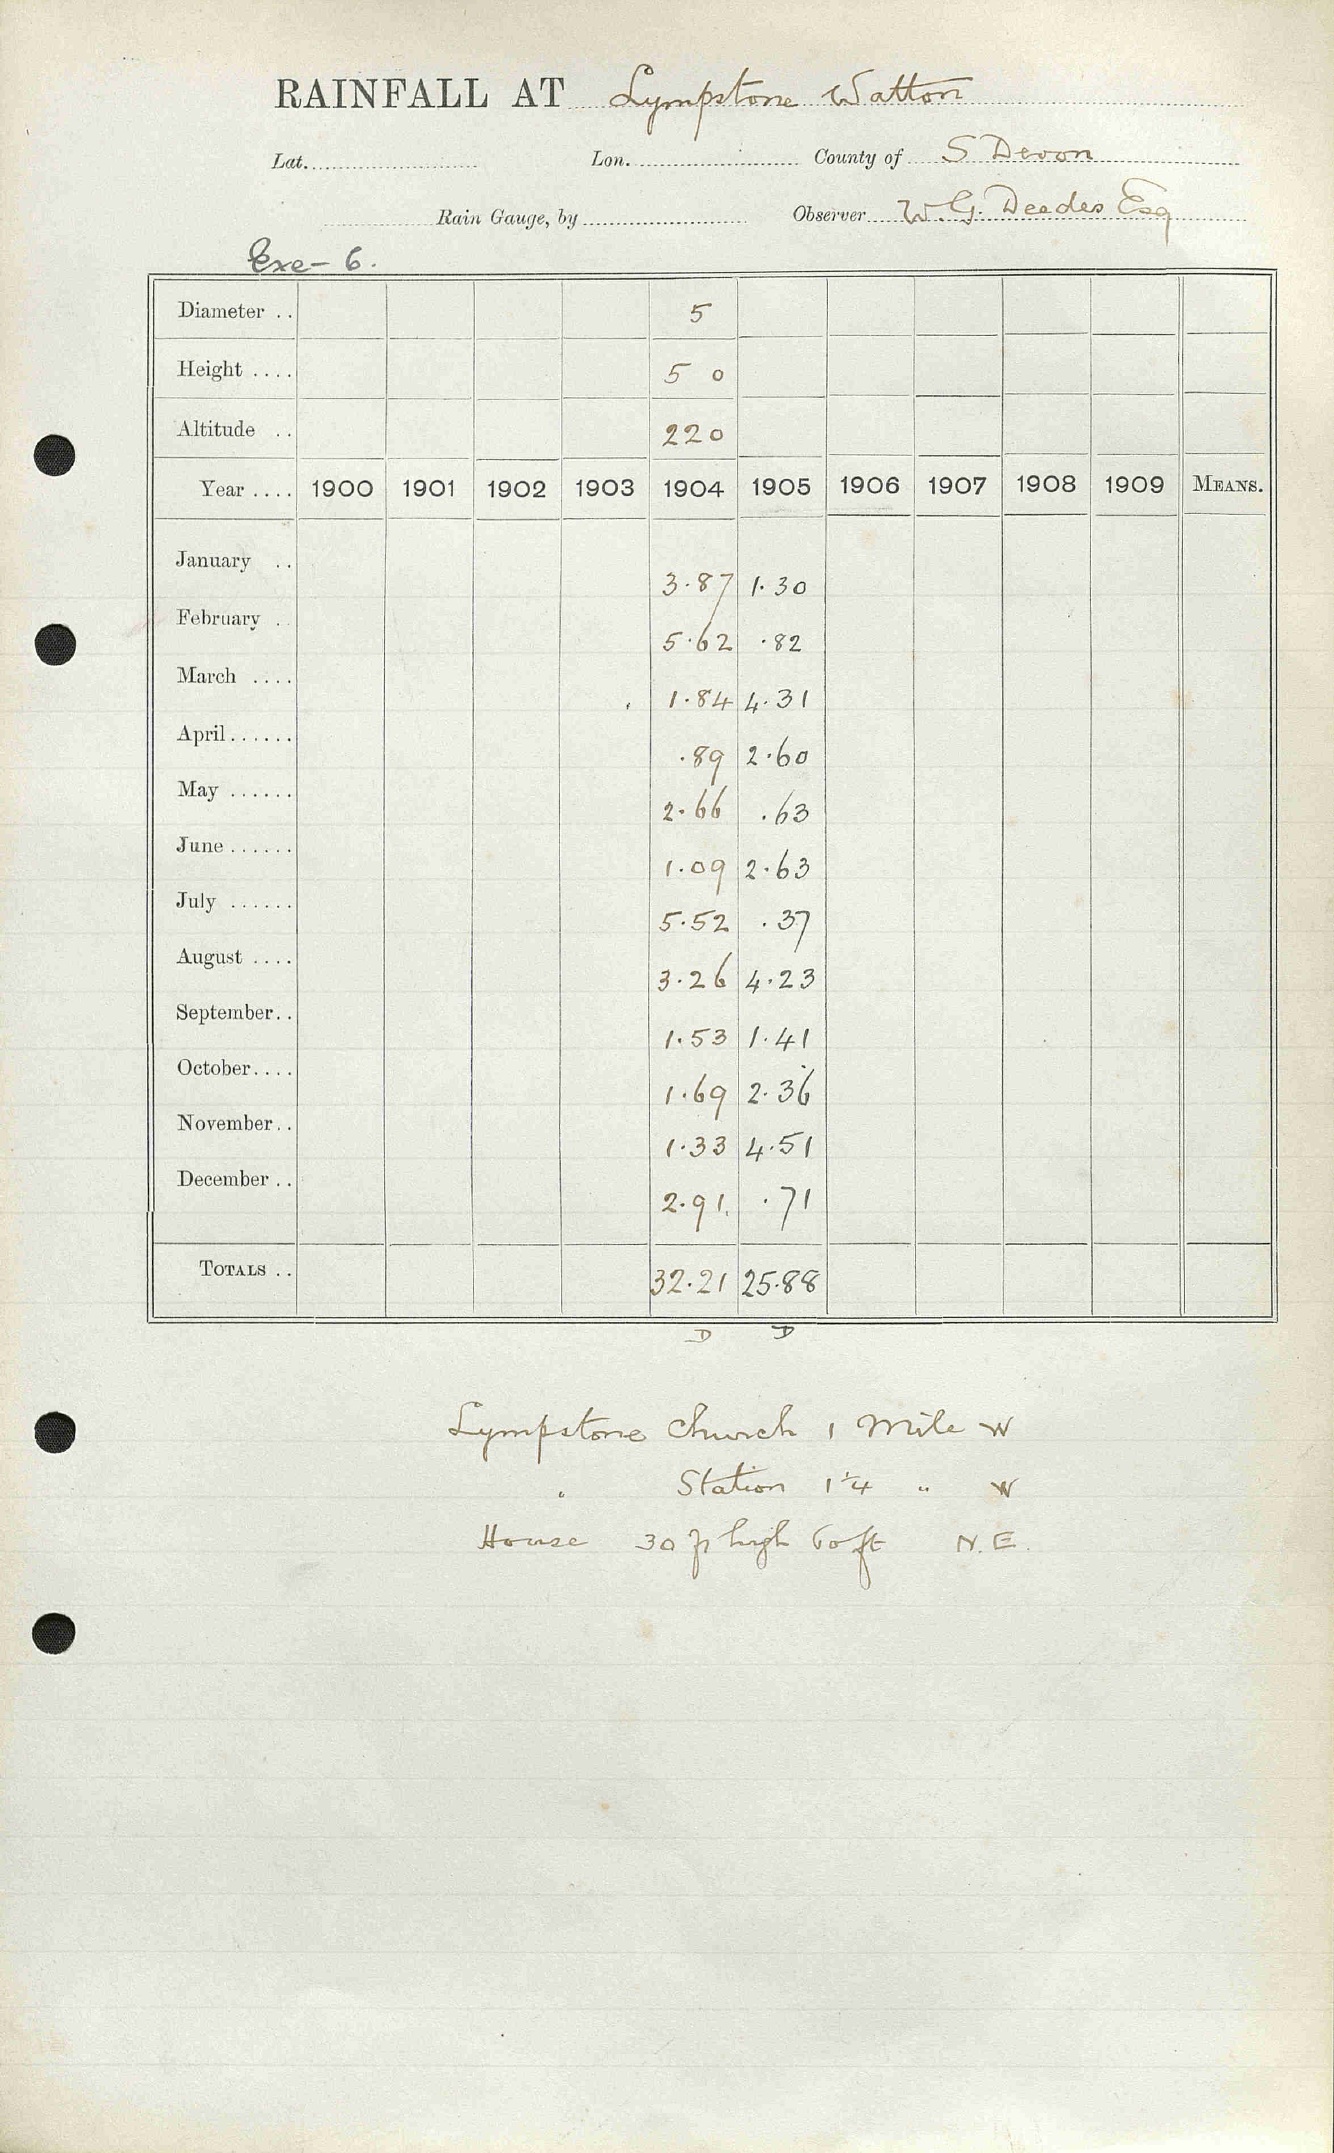 RAINFALL AT Lympstone Watton
Lat. Lon. County of S Devon
Rain Gauge, by Observer W. G. Deedes Esq
Exe - 6.
Diameter .. 5
Height .... 5 0
Altitude .. 220
Year .... 1900 1901 1902 1903 1904 1905 1906 1907 1908 1909 MEANS.
January .. 3.87 1.30
February . 5.62 .82
March .... 1.84 4.31
April...... .89 2.60
May ...... 2.66 .63
June ...... 1.09 2.63
July ...... 5.52 .37
August .... 3.26 4.23
September.. 1.53 1.41
October.... 1.69 2.36
November.. 1.33 4.51
December .. 2.91 .71
TOTALS .. 32.21 25.88
D D
Lympstone Church 1 Mile W
" Station 1 1/4 " W
House 30 ft high 60 ft N.E.